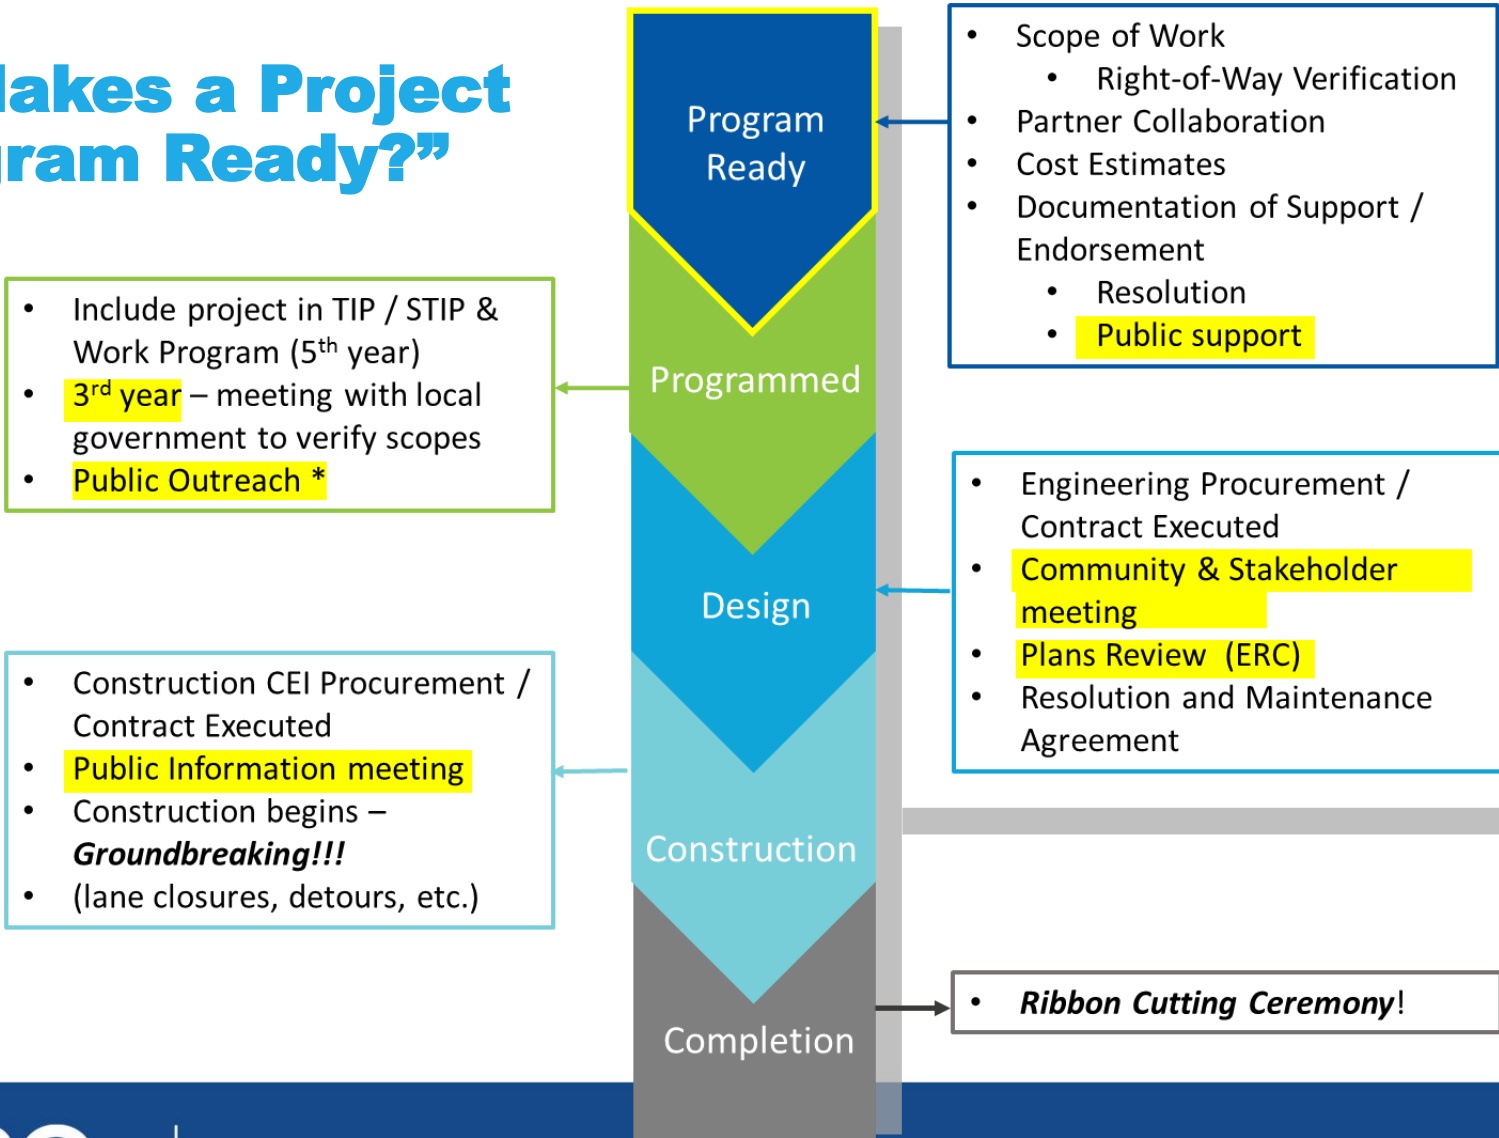 akes a Project
gram Ready?”
Program
Ready
• Scope of Work
• Right-of-Way Verification
• Partner Collaboration
• Cost Estimates
• Documentation of Support /
Endorsement
• Resolution
• Public support
• Include project in TIP / STIP &
Work Program (5th year)
• 3rd year – meeting with local
government to verify scopes
• Public Outreach *
Programmed
• Engineering Procurement /
Contract Executed
• Community & Stakeholder
meeting
• Plans Review (ERC)
• Resolution and Maintenance
Agreement
Design
• Construction CEI Procurement /
Contract Executed
• Public Information meeting
• Construction begins –
Groundbreaking!!!
• (lane closures, detours, etc.)
Construction
• Ribbon Cutting Ceremony!
Completion